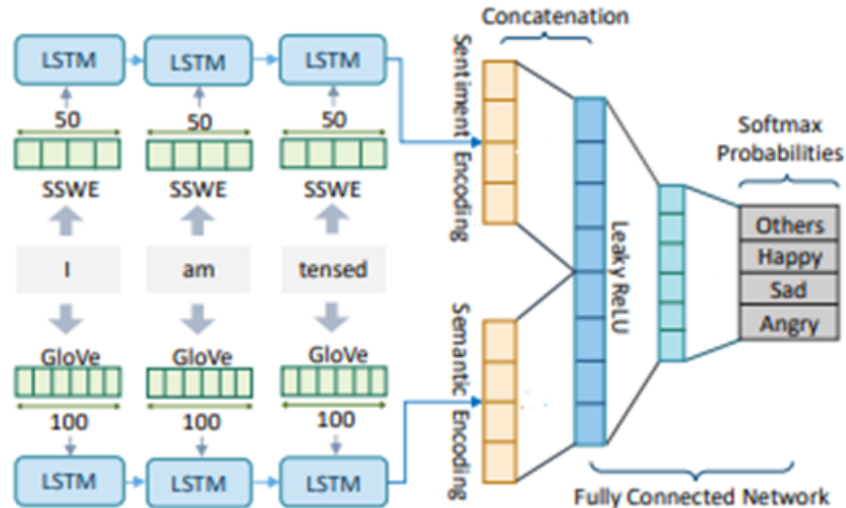 Concatenation
LSTM LSTM LSTM
50 50 50
SSWE SSWE SSWE
I am tensed
GloVe GloVe GloVe
100 100 100
LSTM LSTM LSTM
Sentiment Encoding
Semantic Encoding
Leaky ReLU
Softmax
Probabilities
Others
Happy
Sad
Angry
Fully Connected Network